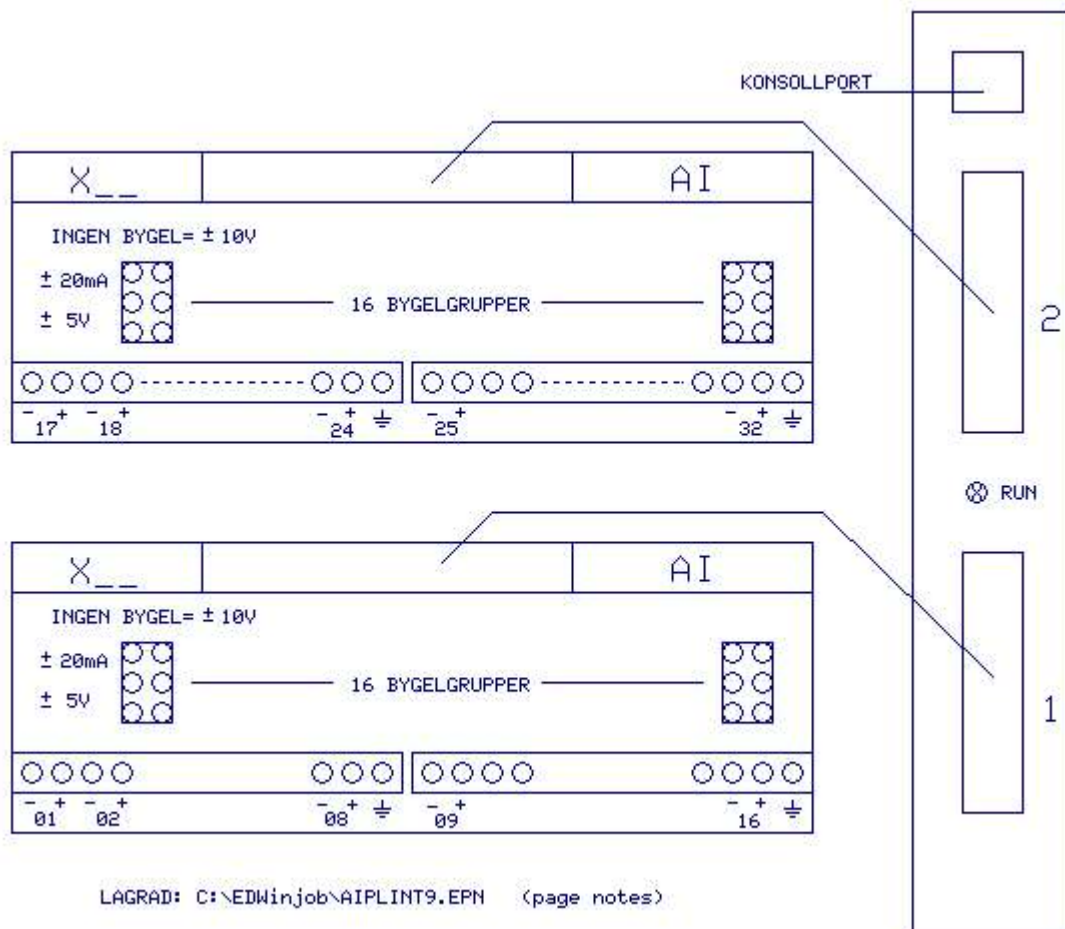 KONSOLLPORT
X__ AI
INGEN BYGEL= ± 10V
± 20mA
16 BYGELGRUPPER
± 5V
2
- + - + - + - + - +
17 18 24 25 32
RUN
X__ AI
INGEN BYGEL= ± 10V
± 20mA
16 BYGELGRUPPER
± 5V
1
- + - + - + - + - +
01 02 08 09 16
LAGRAD: C:\EDWinjob\AIPLINT9.EPN (page notes)